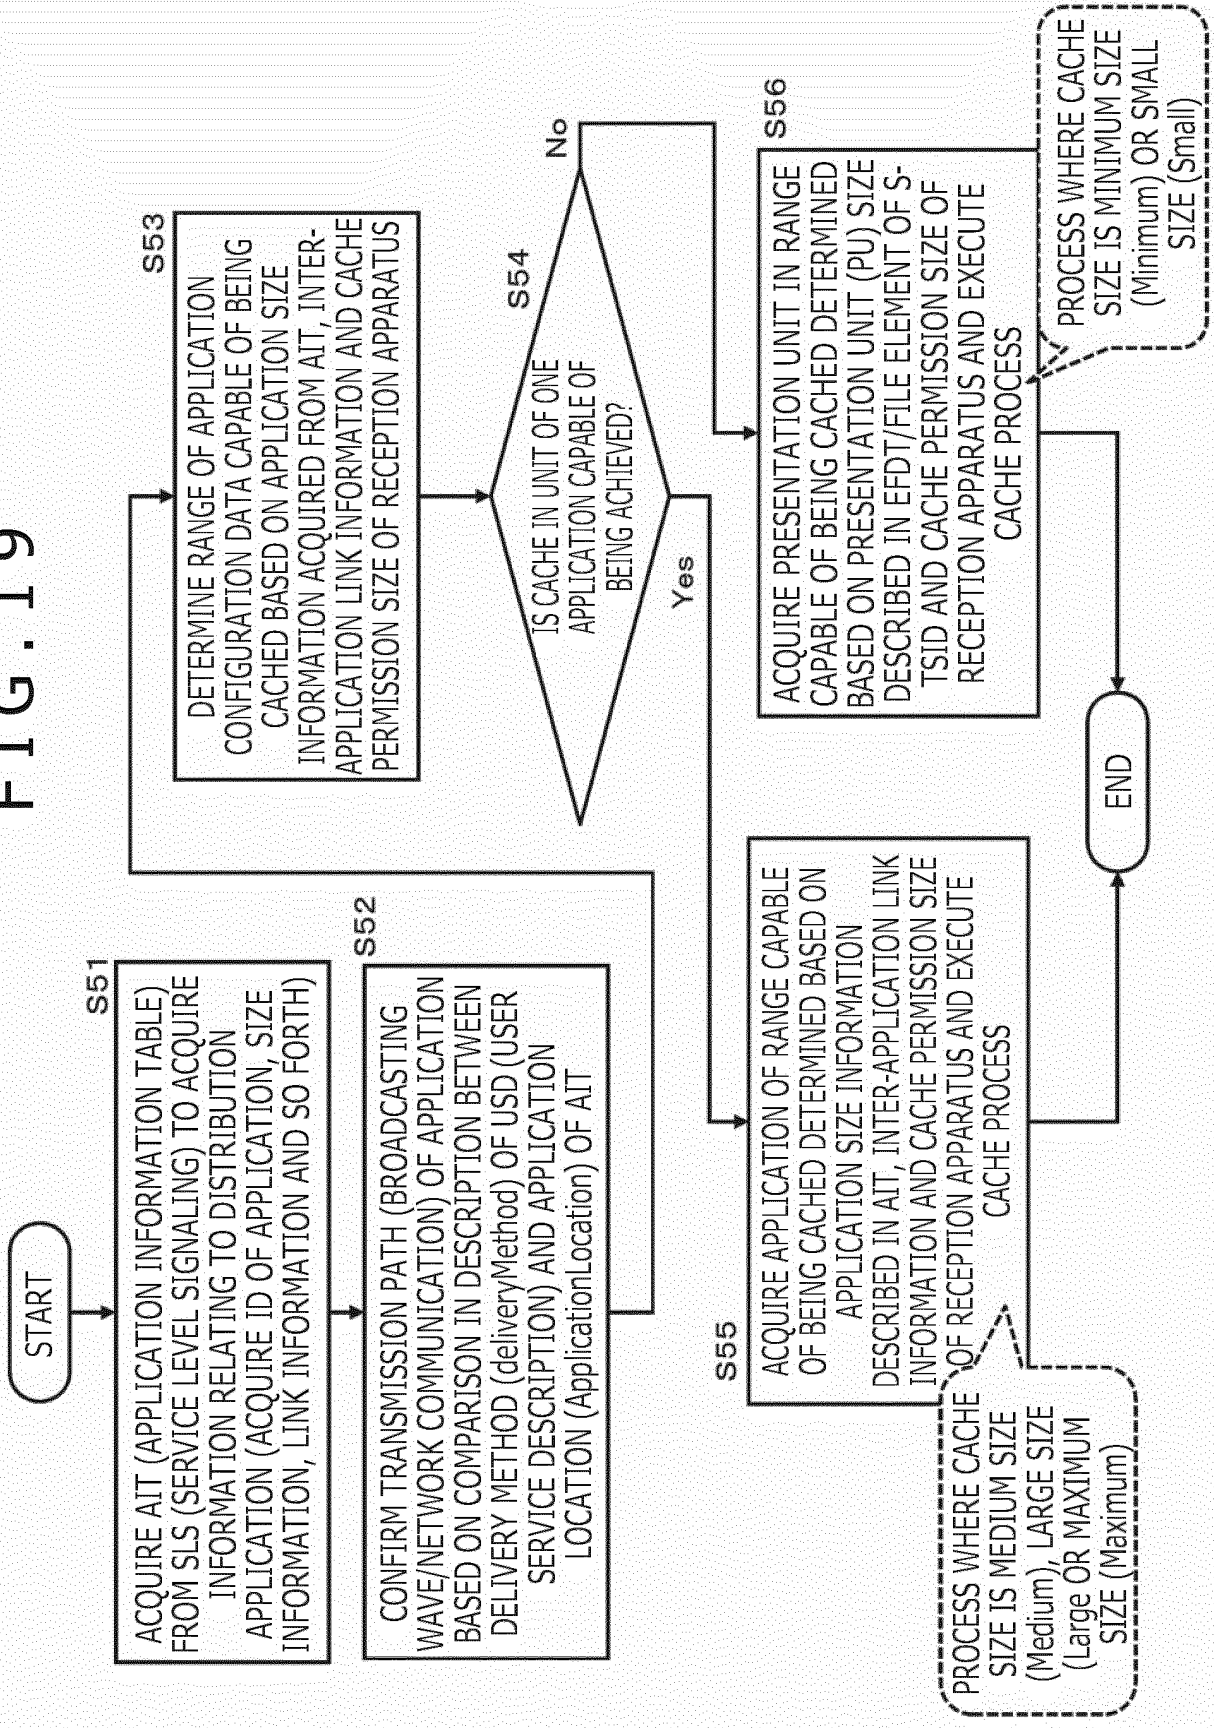 FIG.19
START
S51
ACQUIRE AIT (APPLICATION INFORMATION TABLE)
FROM SLS (SERVICE LEVEL SIGNALING) TO ACQUIRE
INFORMATION RELATING TO DISTRIBUTION
APPLICATION (ACQUIRE ID OF APPLICATION, SIZE
INFORMATION, LINK INFORMATION AND SO FORTH)
S52
CONFIRM TRANSMISSION PATH (BROADCASTING
WAVE/NETWORK COMMUNICATION) OF APPLICATION
BASED ON COMPARISON IN DESCRIPTION BETWEEN
DELIVERY METHOD (deliveryMethod) OF USD (USER
SERVICE DESCRIPTION) AND APPLICATION
LOCATION (ApplicationLocation) OF AIT
S53
DETERMINE RANGE OF APPLICATION
CONFIGURATION DATA CAPABLE OF BEING
CACHED BASED ON APPLICATION SIZE
INFORMATION ACQUIRED FROM AIT, INTER-
APPLICATION LINK INFORMATION AND CACHE
PERMISSION SIZE OF RECEPTION APPARATUS
S54
IS CACHE IN UNIT OF ONE
APPLICATION CAPABLE OF
BEING ACHIEVED?
No
Yes
S55
ACQUIRE APPLICATION OF RANGE CAPABLE
OF BEING CACHED DETERMINED BASED ON
APPLICATION SIZE INFORMATION
DESCRIBED IN AIT, INTER-APPLICATION LINK
INFORMATION AND CACHE PERMISSION SIZE
OF RECEPTION APPARATUS AND EXECUTE
CACHE PROCESS
PROCESS WHERE CACHE
SIZE IS MEDIUM SIZE
(Medium), LARGE SIZE
(Large OR MAXIMUM
SIZE (Maximum)
S56
ACQUIRE PRESENTATION UNIT IN RANGE
CAPABLE OF BEING CACHED DETERMINED
BASED ON PRESENTATION UNIT (PU) SIZE
DESCRIBED IN EFDT/FILE ELEMENT OF S-
TSID AND CACHE PERMISSION SIZE OF
RECEPTION APPARATUS AND EXECUTE
CACHE PROCESS
PROCESS WHERE CACHE
SIZE IS MINIMUM SIZE
(Minimum) OR SMALL
SIZE (Small)
END